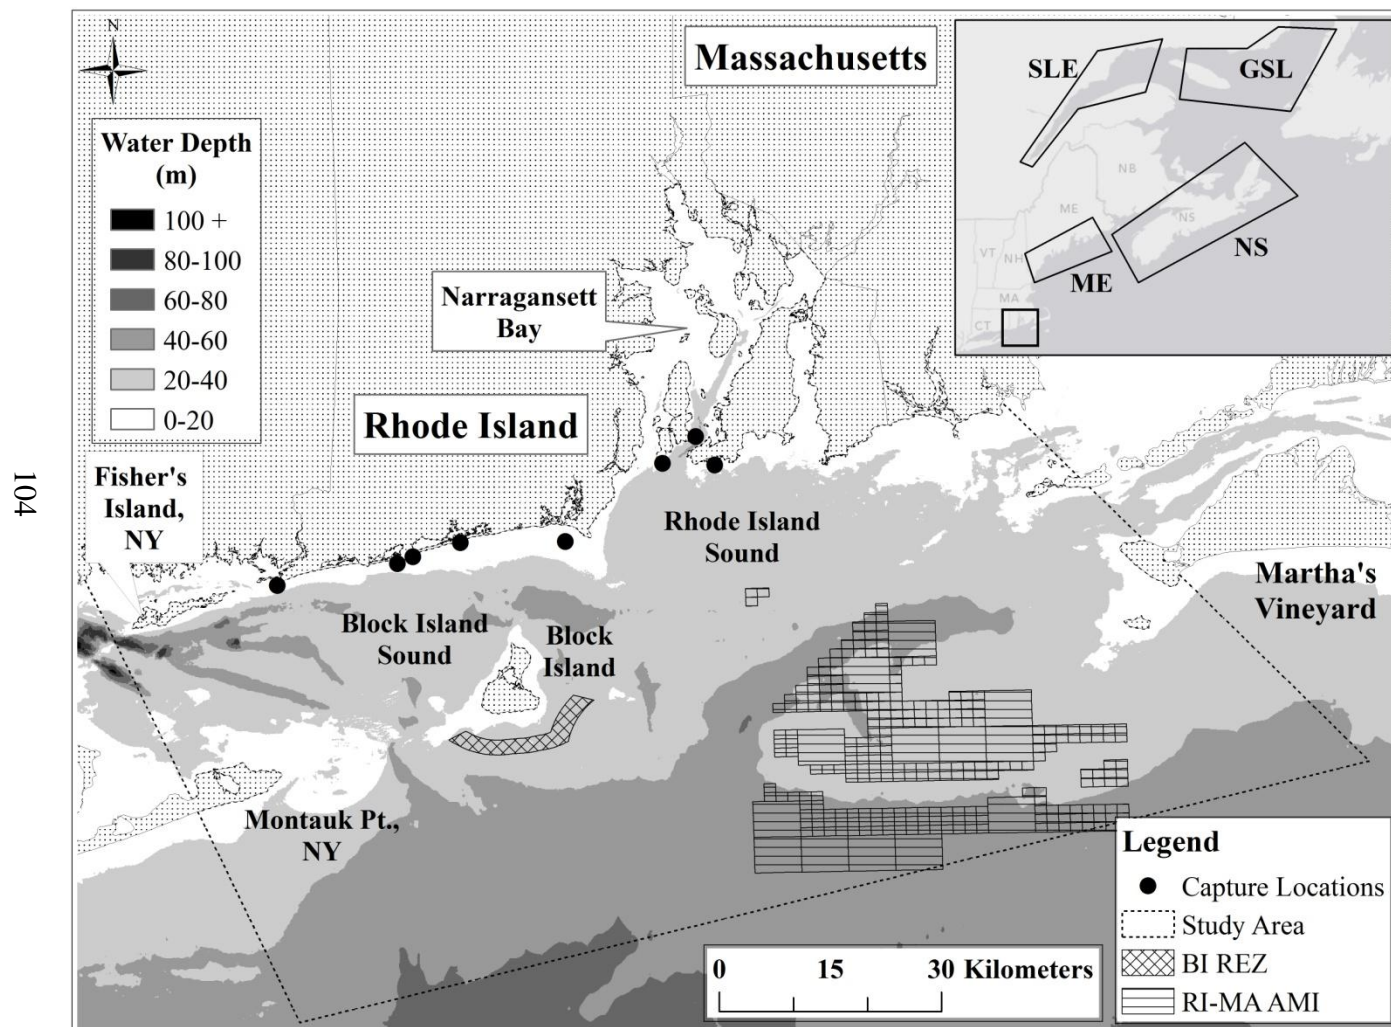 N
Massachusetts
Water Depth
(m)
100 +
80-100
60-80
40-60
20-40
0-20
SLE
GSL
NB
ME
NS
VT
NH
NS
ME
MA
CT
Narragansett
Bay
Rhode Island
104
Fisher's
Island,
NY
Rhode Island
Sound
Martha's
Vineyard
Block Island
Sound
Block
Island
Montauk Pt.,
NY
Legend
Capture Locations
Study Area
BI REZ
RI-MA AMI
0 15 30 Kilometers